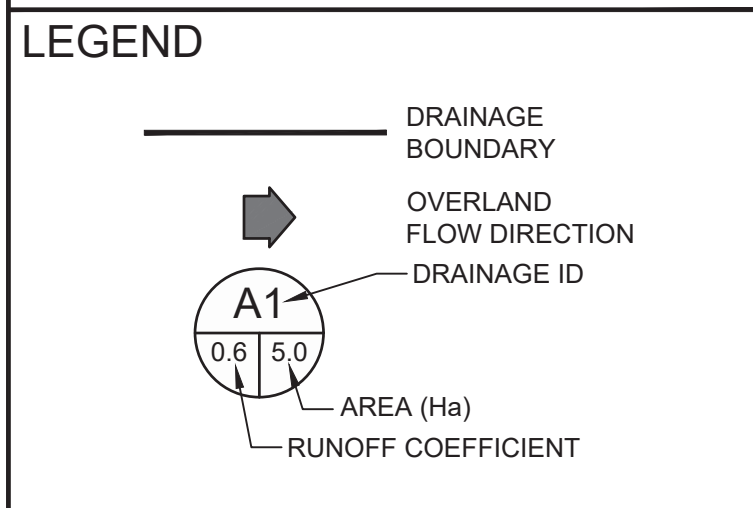 LEGEND
DRAINAGE
BOUNDARY
OVERLAND
FLOW DIRECTION
DRAINAGE ID
A1
0.6 5.0
AREA (Ha)
RUNOFF COEFFICIENT